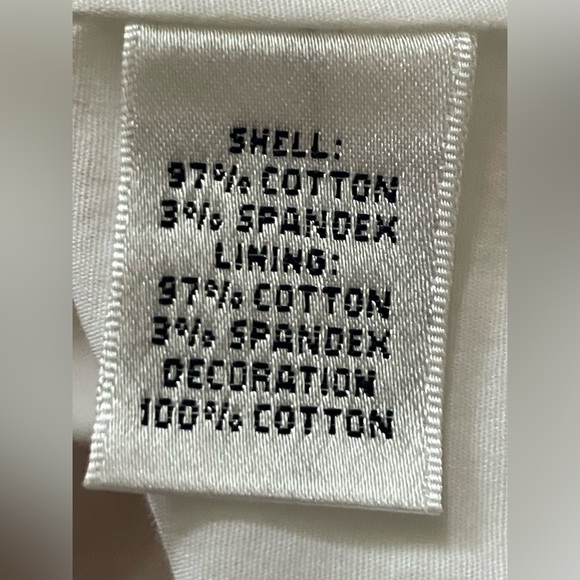 SHELL:
97% COTTON
3% SPANDEX
LINING:
97% COTTON
3% SPANDEX
DECORATION
100% COTTON